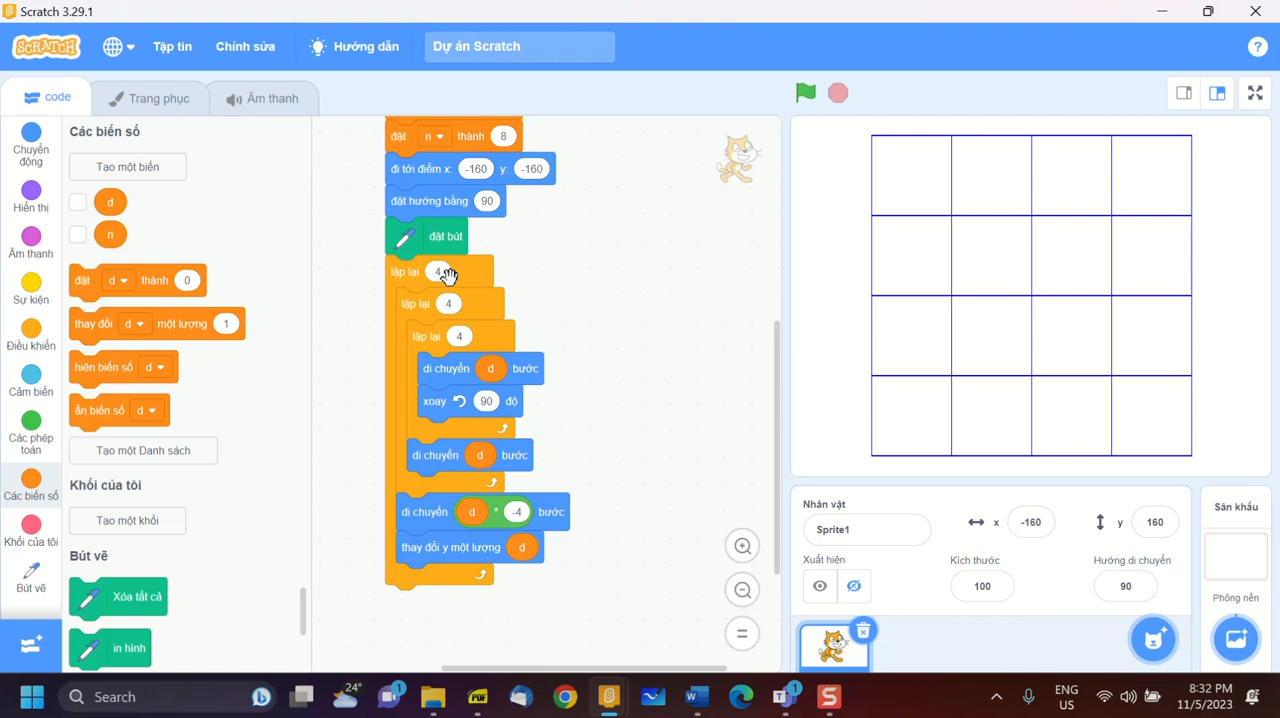 Scratch 3.29.1
SCRATCH
Tập tin
Chính sửa
Hướng dẫn
Dự án Scratch
?
code
Trang phục
Âm thanh
Chuyển động
Hiển thị
Âm thanh
Sự kiện
Điều khiển
Cảm biến
Các phép toán
Các biến số
Khối của tôi
Bút vẽ
Các biến số
Tạo một biến
d
n
đặt d thành 0
thay đổi d một lượng 1
hiện biến số d
ẩn biến số d
Tạo một Danh sách
Khối của tôi
Tạo một khối
Bút vẽ
Xóa tất cả
in hình
đặt n thành 8
đi tới điểm x: -160 y: -160
đặt hướng bằng 90
đặt bút
lặp lại 4
lặp lại 4
lặp lại 4
di chuyển d bước
xoay 90 độ
di chuyển d bước
di chuyển d * -4 bước
thay đổi y một lượng d
Nhân vật
Sprite1
x -160
y 160
Xuất hiện
Kích thước
100
Hướng di chuyển
90
Sân khấu
Phông nền
Search
24°
1
PDF
W
T
1
S
ENG
US
8:32 PM
11/5/2023